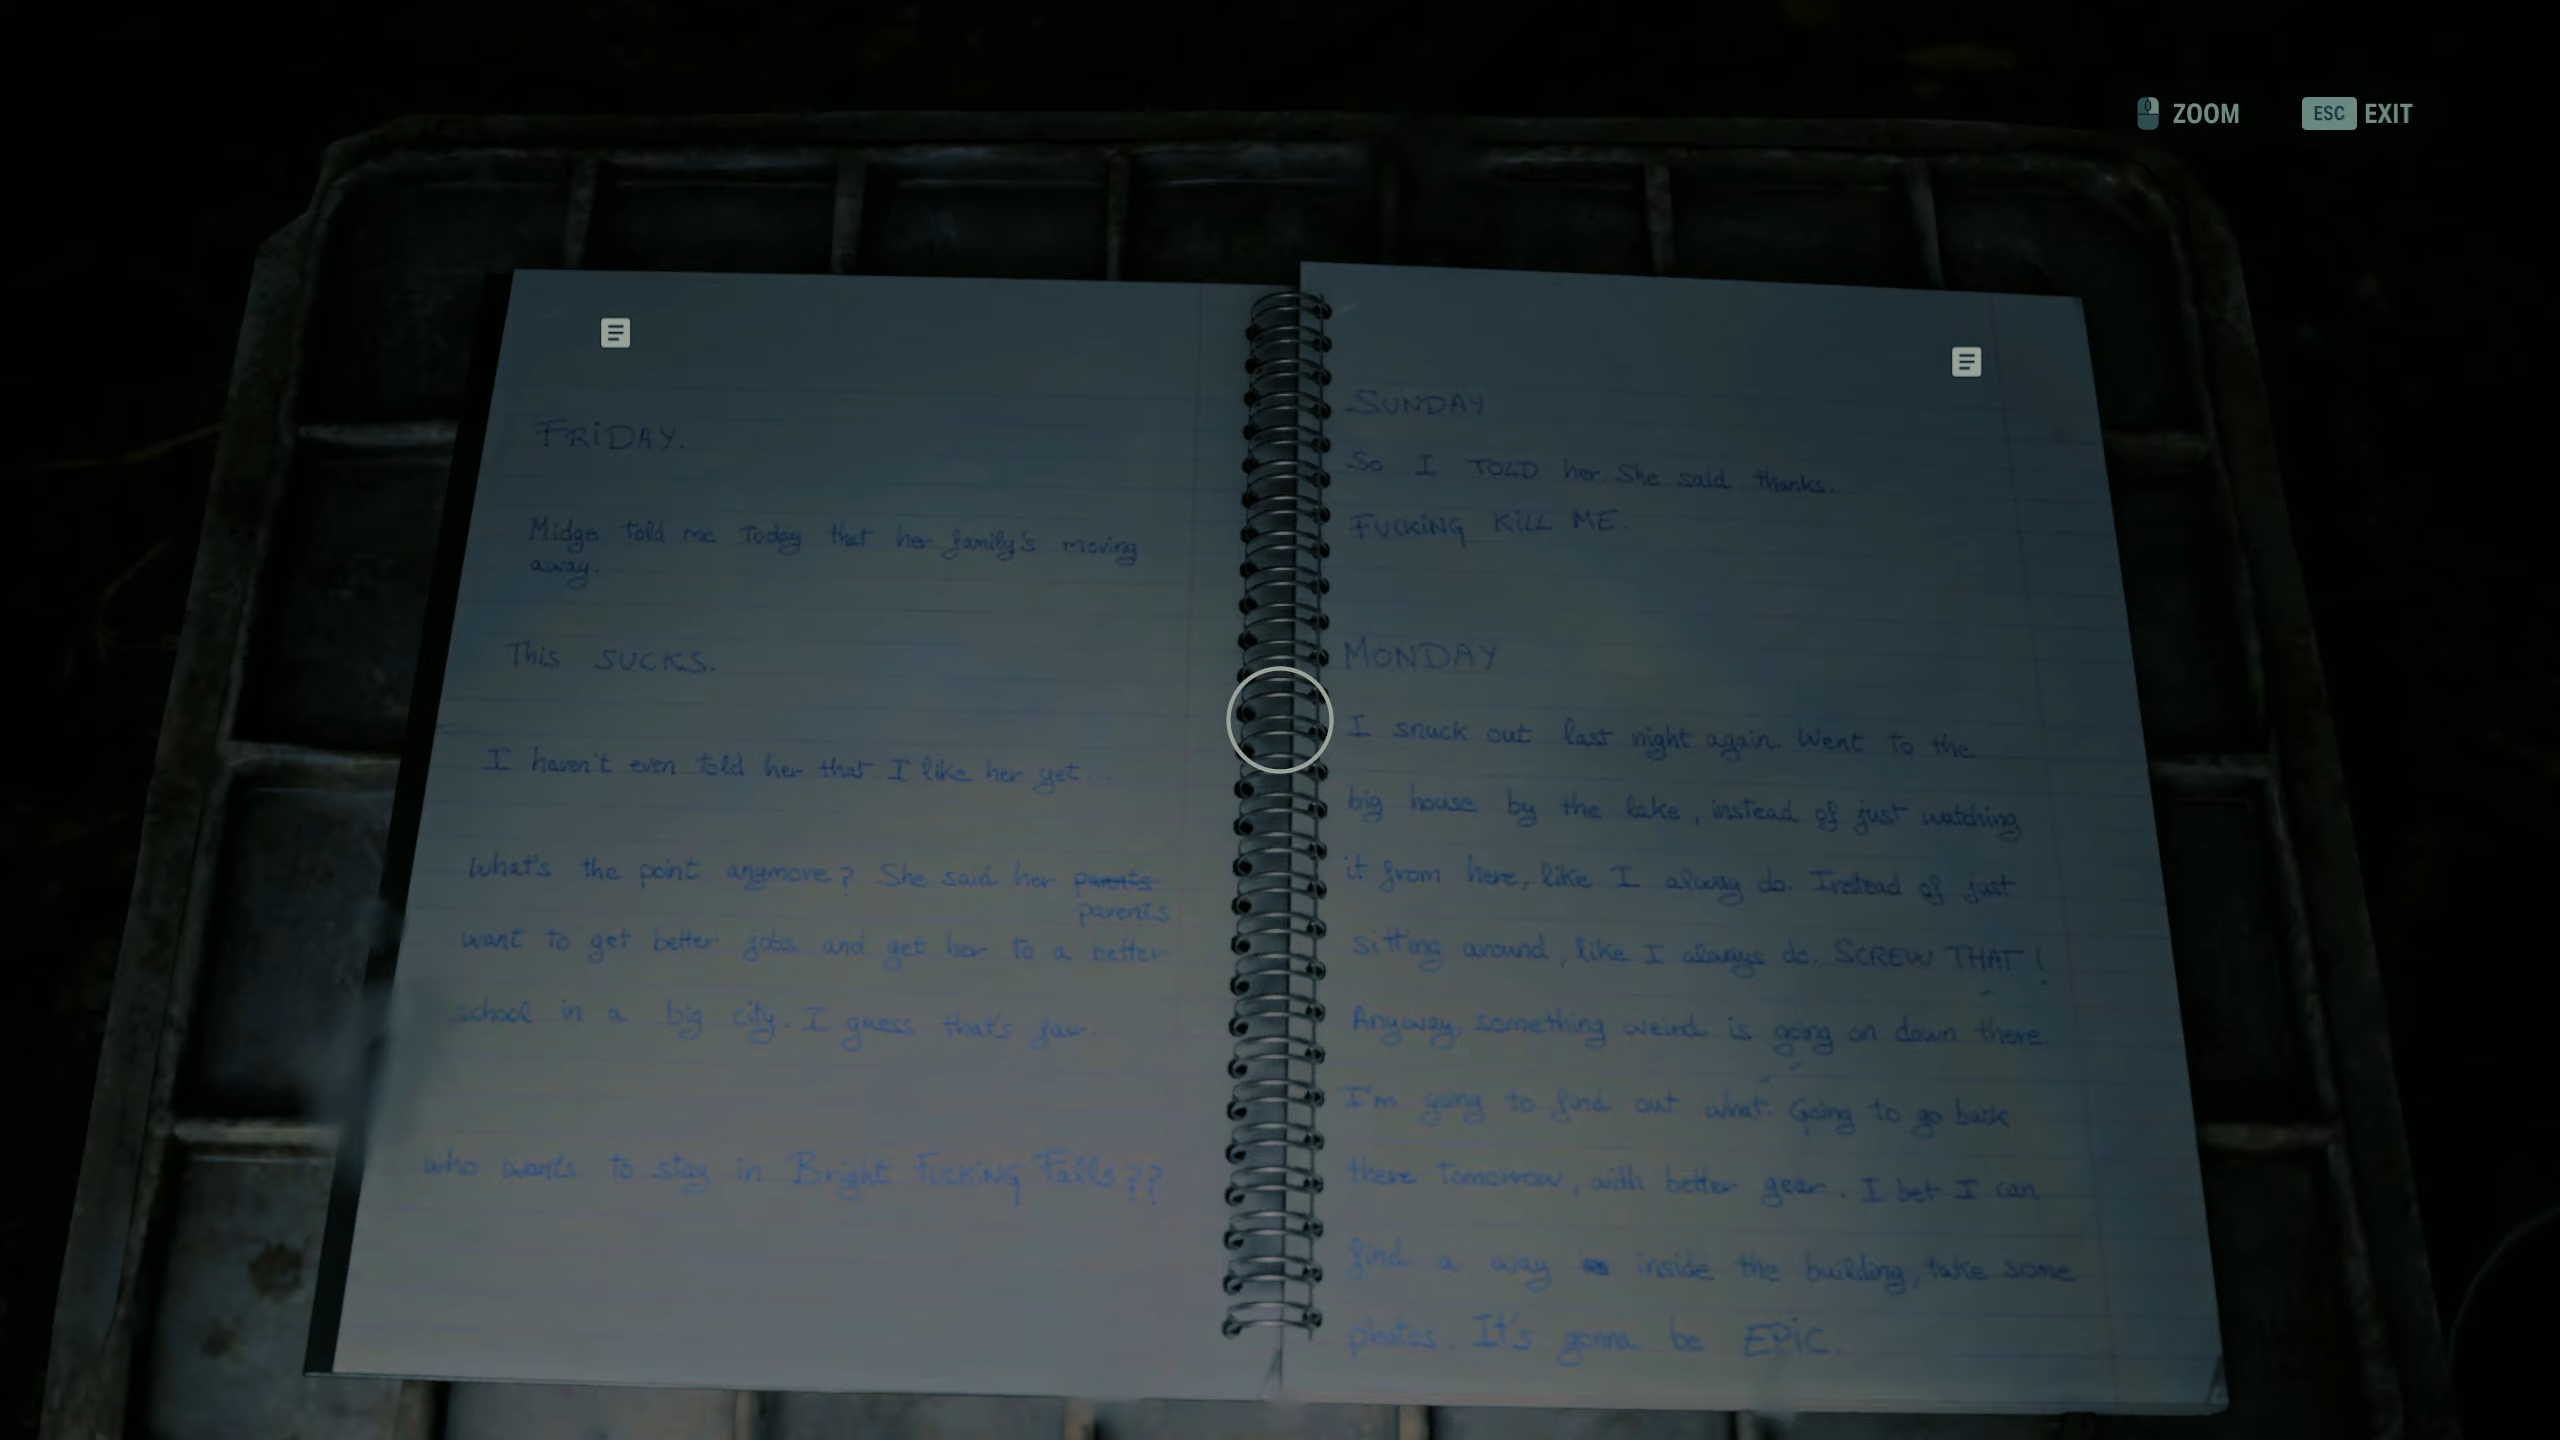 ZOOM
ESC EXIT
FRIDAY.
Midge told me today that her family's moving
away.
This SUCKS.
I haven't even told her that I like her yet...
What's the point anymore? She said her parents
parents
want to get better jobs and get her to a better
school in a big city. I guess that's fair.
who wants to stay in Bright Fucking Falls??
SUNDAY
So I TOLD her. She said thanks.
FUCKING KILL ME.
MONDAY
I snuck out last night again. Went to the
big house by the lake, instead of just watching
it from here, like I alway do. Instead of just
sitting around, like I always do. SCREW THAT!
Anyway, something weird is going on down there.
I'm going to find out what. Going to go back
there tomorrow, with better gear. I bet I can
find a way inside the building, take some
photos. It's gonna be EPIC.